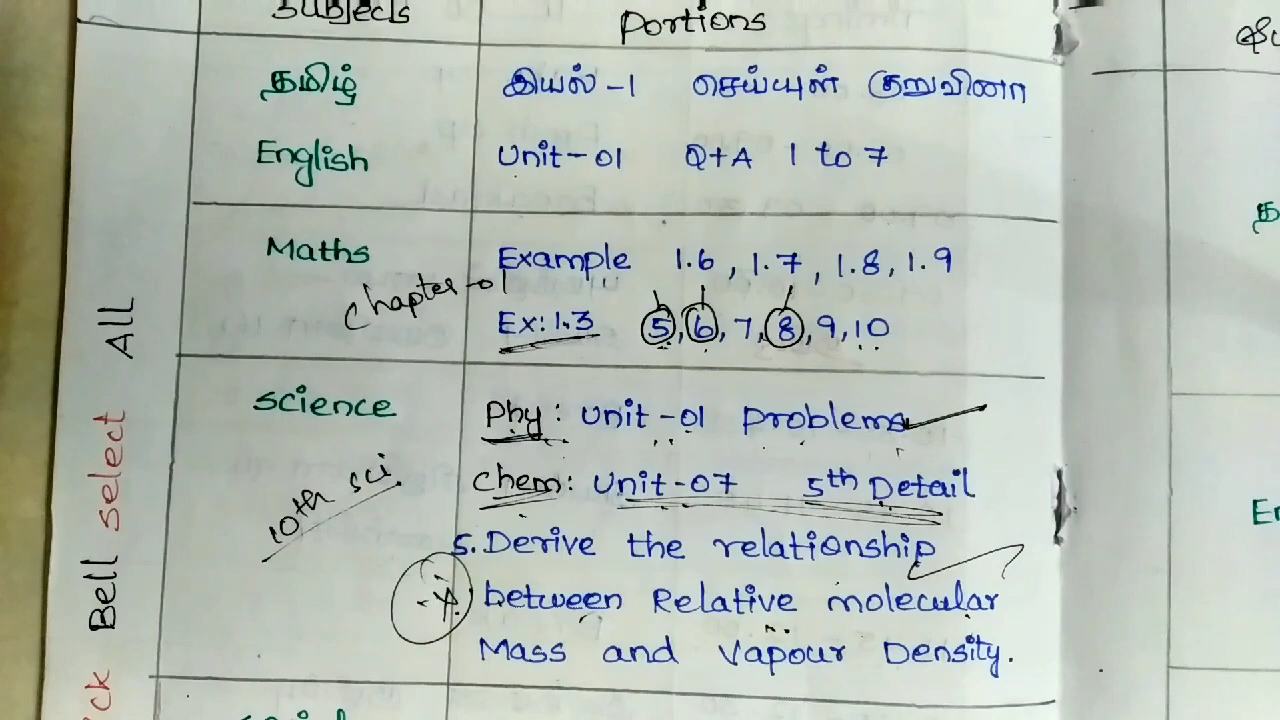 Subjects Portions
தமிழ் இயல்-1 செய்யுள் குறுவினா
English Unit-01 Q+A 1 to 7
Maths Example 1.6, 1.7, 1.8, 1.9
Chapter-01
Ex: 1.3 5, 6, 7, 8, 9, 10
Science Phy: Unit-01 Problems
Chem: Unit-07 5th Detail
10th sci
5. Derive the relationship
between Relative molecular
Mass and Vapour Density.
Bell select All